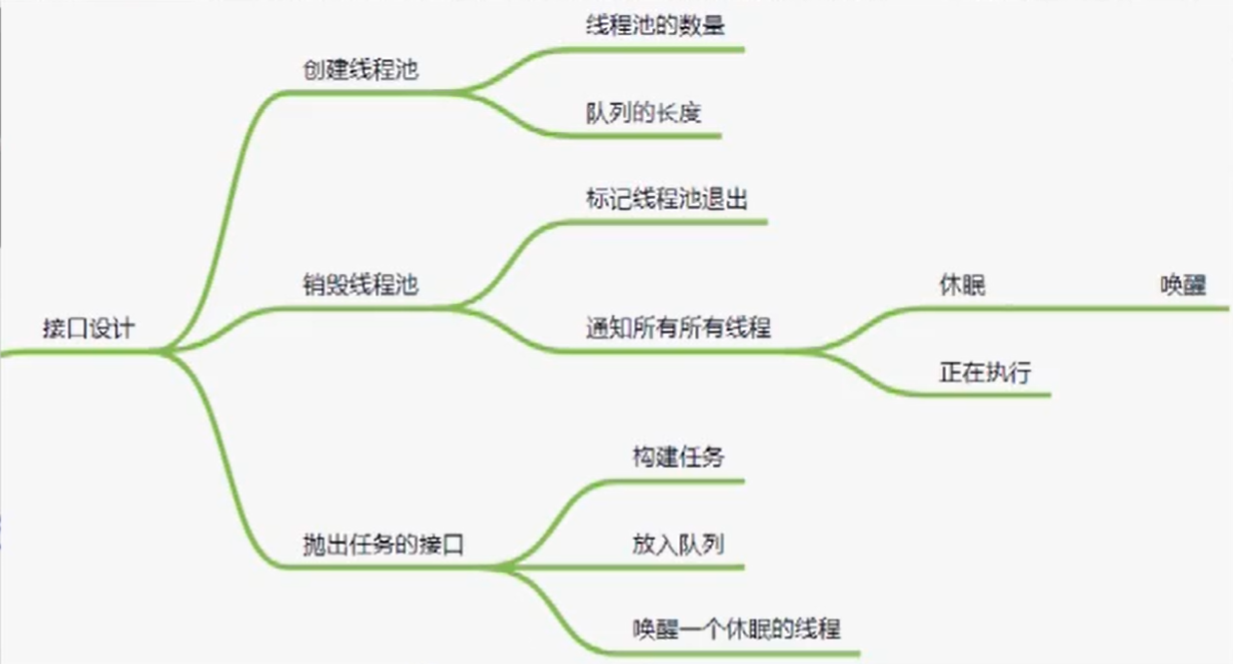 线程池的数量
创建线程池
队列的长度
标记线程池退出
销毁线程池
休眠 唤醒
接口设计
通知所有所有线程
正在执行
构建任务
抛出任务的接口
放入队列
唤醒一个休眠的线程